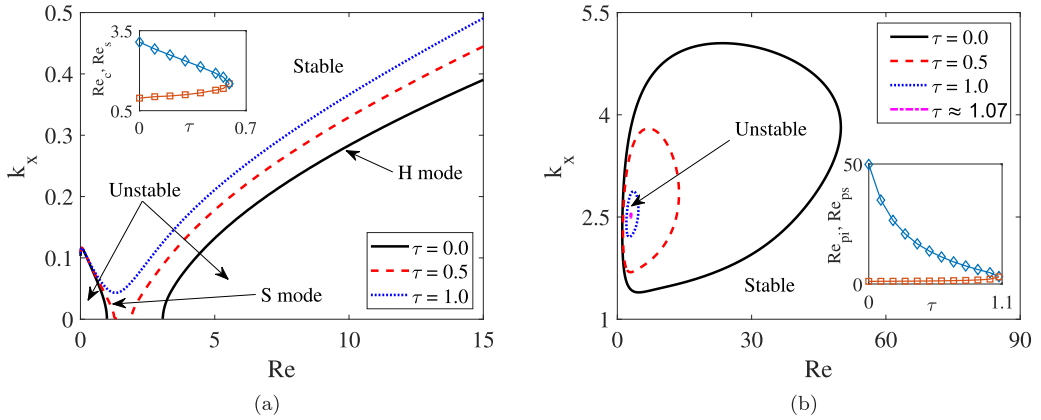 0.5
0.4
0.3
0.2
0.1
0
k_x
0
5
10
15
Re
3.5
0.5
Re_c, Re_s
0
τ
0.7
Stable
Unstable
H mode
S mode
τ = 0.0
τ = 0.5
τ = 1.0
(a)
5.5
4
2.5
1
k_x
0
30
60
90
Re
τ = 0.0
τ = 0.5
τ = 1.0
τ ≈ 1.07
Unstable
Stable
50
0
Re_pi, Re_ps
0
τ
1.1
(b)